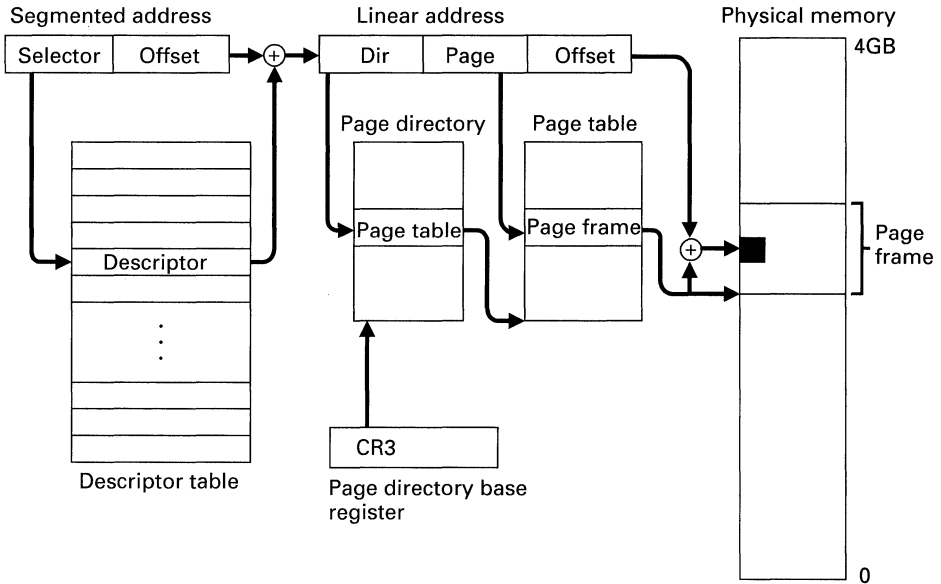 Segmented address
Linear address
Physical memory
Selector
Offset
Dir
Page
Offset
4GB
Page directory
Page table
Page table
Page frame
Page
frame
Descriptor
CR3
Descriptor table
Page directory base
register
0